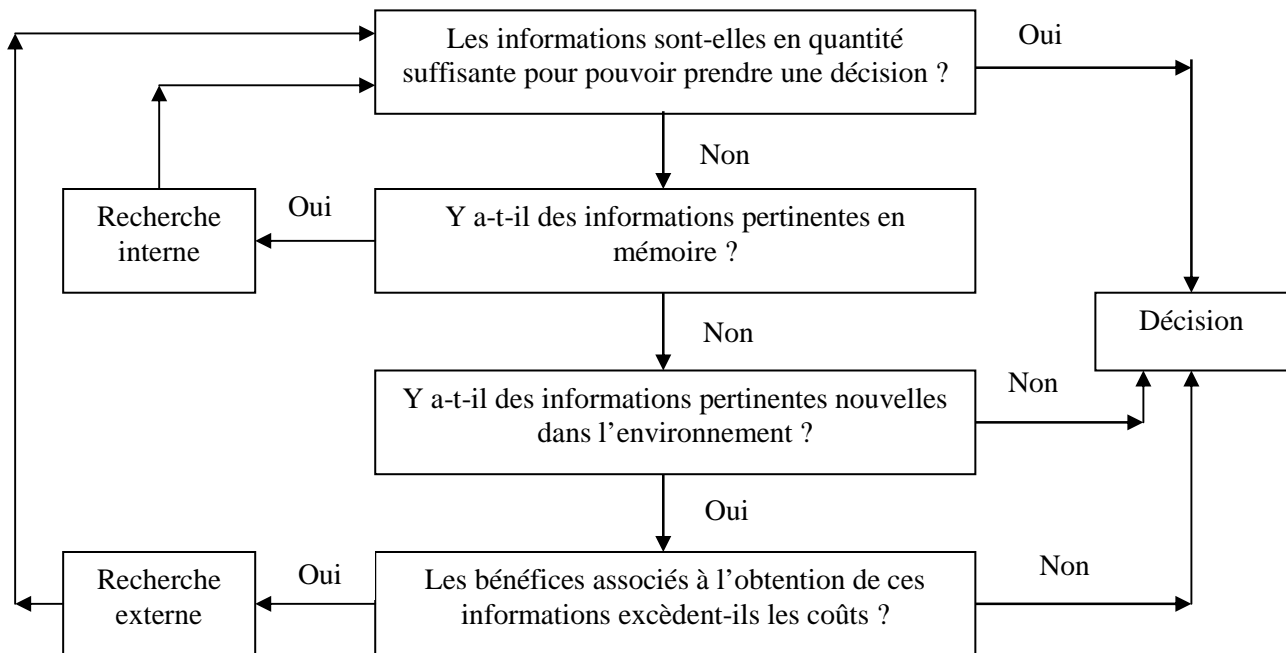 Les informations sont-elles en quantité
suffisante pour pouvoir prendre une décision ?
Oui
Non
Recherche
interne
Oui
Y a-t-il des informations pertinentes en
mémoire ?
Non
Décision
Y a-t-il des informations pertinentes nouvelles
dans l’environnement ?
Non
Oui
Recherche
externe
Oui
Les bénéfices associés à l’obtention de ces
informations excèdent-ils les coûts ?
Non